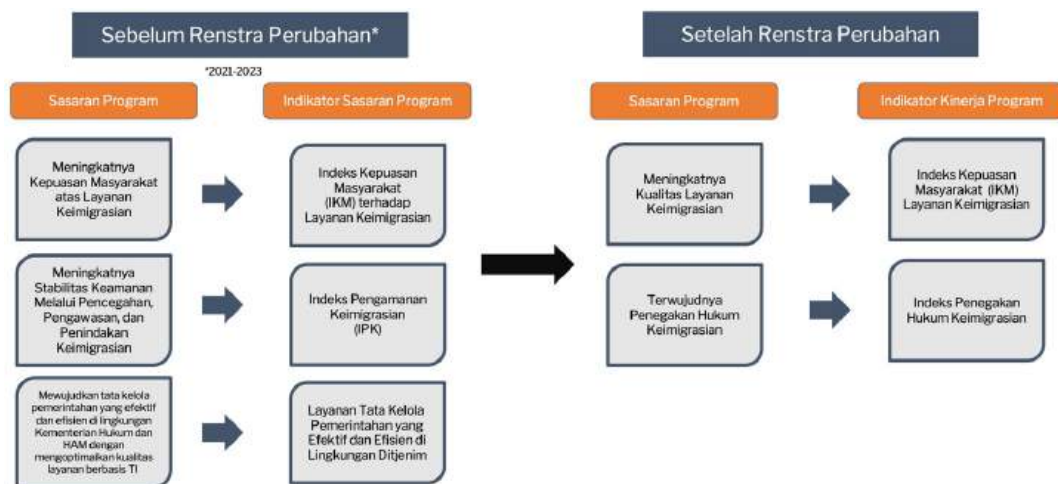 Sebelum Renstra Perubahan*
*2021-2023
Sasaran Program
Indikator Sasaran Program
Meningkatnya
Kepuasan Masyarakat
atas Layanan
Keimigrasian
Indeks Kepuasan
Masyarakat
(IKM) terhadap
Layanan Keimigrasian
Meningkatnya
Stabilitas Keamanan
Melalui Pencegahan,
Pengawasan, dan
Penindakan
Keimigrasian
Indeks Pengamanan
Keimigrasian
(IPK)
Mewujudkan tata kelola
pemerintahan yang efektif
dan efisien di lingkungan
Kementerian Hukum dan
HAM dengan
mengoptimalkan kualitas
layanan berbasis TI
Layanan Tata Kelola
Pemerintahan yang
Efektif dan Efisien di
Lingkungan Ditjenim
Setelah Renstra Perubahan
Sasaran Program
Indikator Kinerja Program
Meningkatnya
Kualitas Layanan
Keimigrasian
Indeks Kepuasan
Masyarakat (IKM)
Layanan Keimigrasian
Terwujudnya
Penegakan Hukum
Keimigrasian
Indeks Penegakan
Hukum Keimigrasian